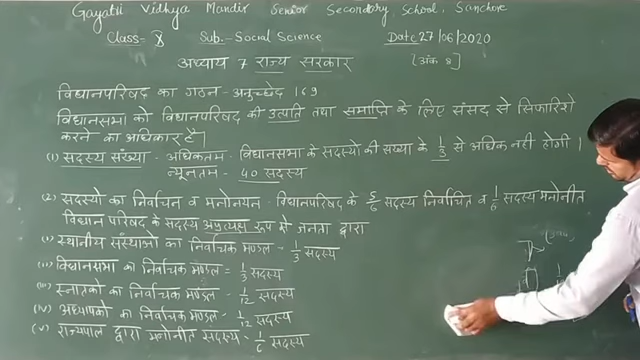 Gayatri Vidhya Mandir Senior Secondary, School, Sanchore
Class:- X Sub.-Social Science Date 27/06/2020
अध्याय 7 राज्य सरकार [अंक 8]
विधानपरिषद का गठन - अनुच्छेद 169
विधानसभा को विधानपरिषद की उत्पति तथा समाप्ति के लिए संसद से सिफारिशे
करने का अधिकार है।
(1) सदस्य संख्या - अधिकतम - विधानसभा के सदस्यो की संख्या के 1/3 से अधिक नही होगी।
न्यूनतम - 40 सदस्य
(2) सदस्यो का निर्वाचन व मनोनयन - विधानपरिषद के 5/6 सदस्य निर्वाचित व 1/6 सदस्य मनोनीत
विधान परिषद के सदस्य अप्रत्यक्ष रूप से जनता द्वारा
(i) स्थानीय संस्थाओ का निर्वाचक मण्डल - 1/3 सदस्य
(ii) विधानसभा का निर्वाचक मण्डल = 1/3 सदस्य
(iii) स्नातको का निर्वाचक मण्डल - 1/12 सदस्य
(iv) अध्यापको का निर्वाचक मण्डल - 1/12 सदस्य
(v) राज्यपाल द्वारा मनोनीत सदस्य - 1/6 सदस्य